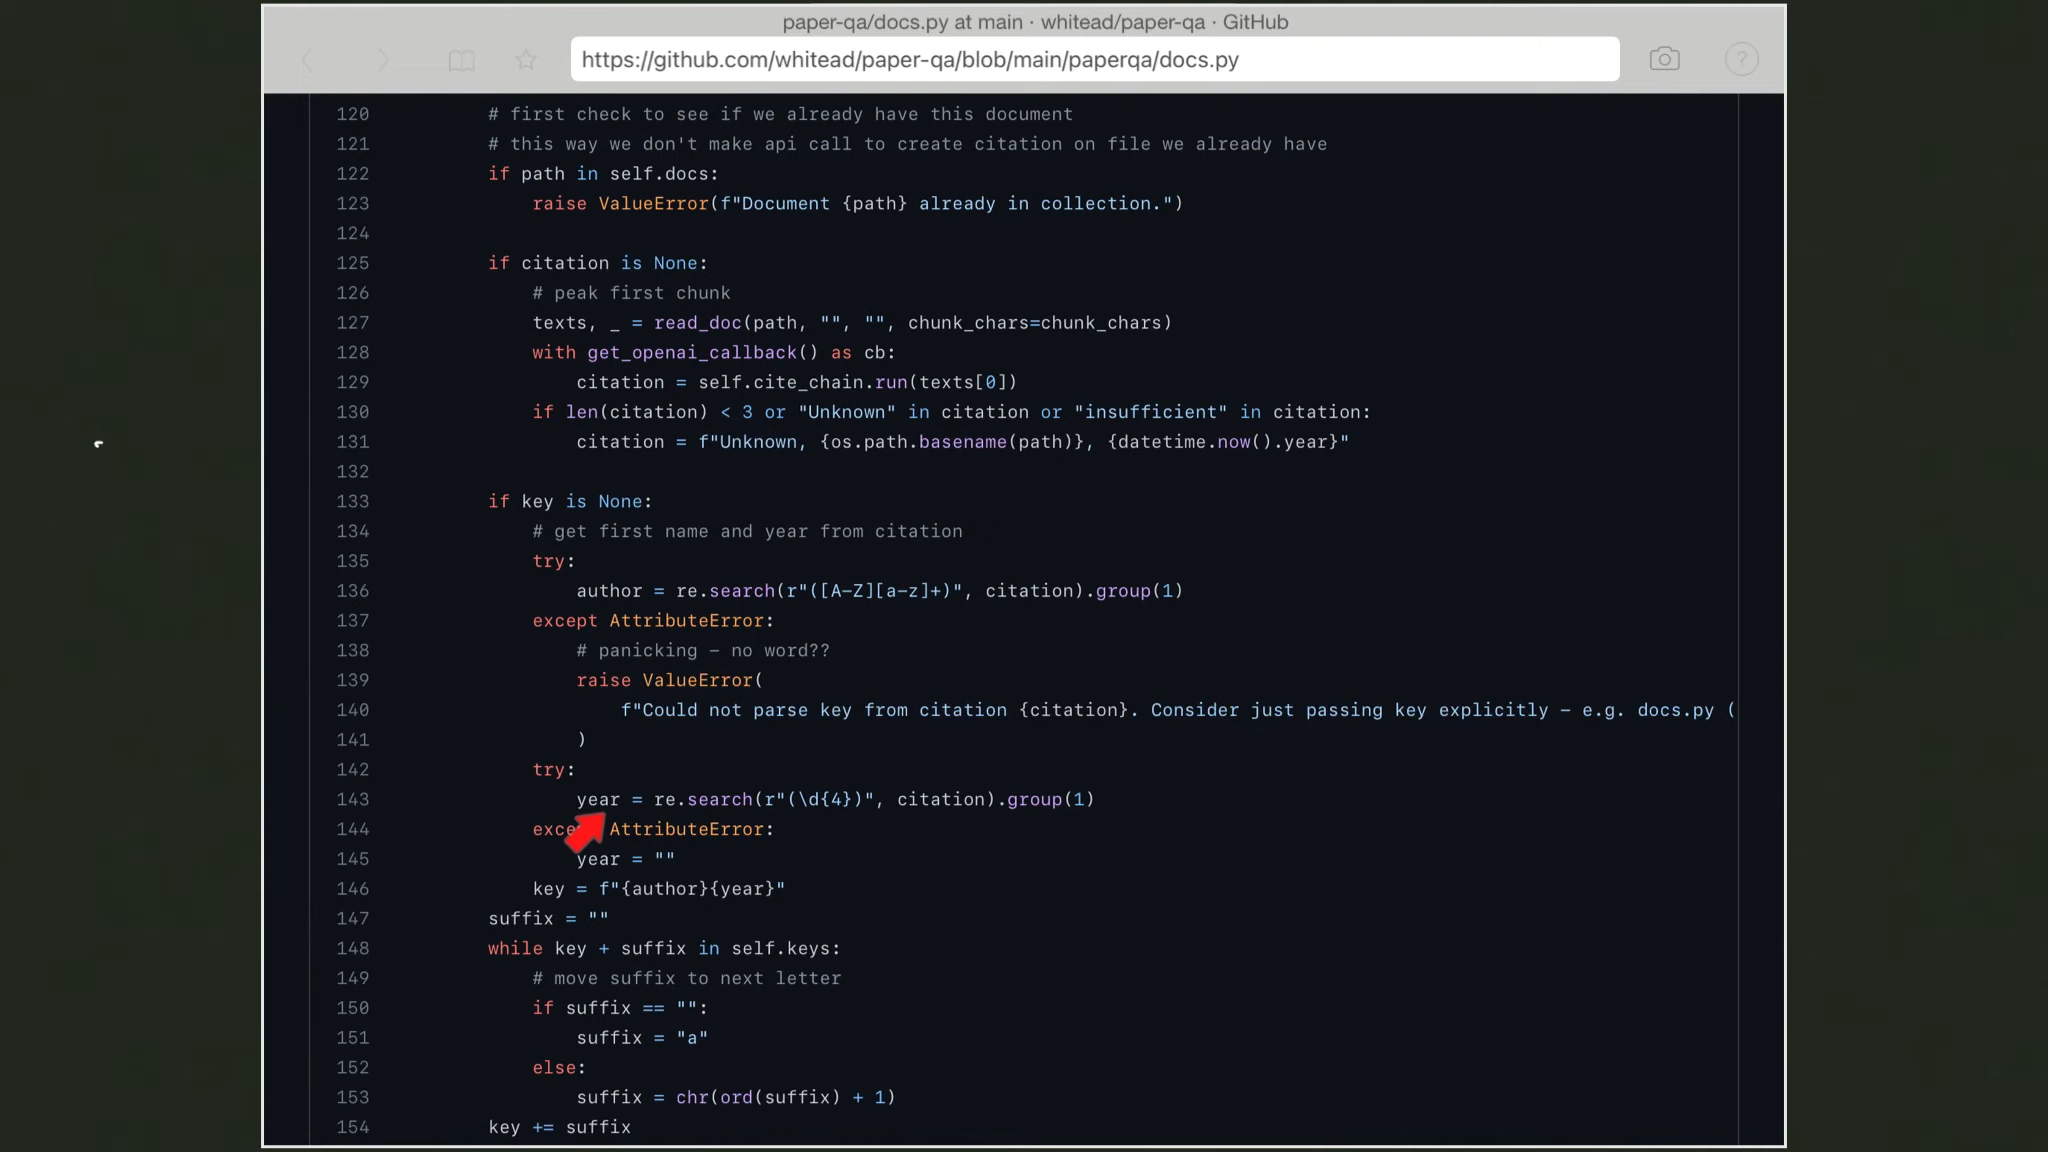 paper-qa/docs.py at main · whitead/paper-qa · GitHub
https://github.com/whitead/paper-qa/blob/main/paperqa/docs.py
?
120 # first check to see if we already have this document
121 # this way we don't make api call to create citation on file we already have
122 if path in self.docs:
123 raise ValueError(f"Document {path} already in collection.")
124
125 if citation is None:
126 # peak first chunk
127 texts, _ = read_doc(path, "", "", chunk_chars=chunk_chars)
128 with get_openai_callback() as cb:
129 citation = self.cite_chain.run(texts[0])
130 if len(citation) < 3 or "Unknown" in citation or "insufficient" in citation:
131 citation = f"Unknown, {os.path.basename(path)}, {datetime.now().year}"
132
133 if key is None:
134 # get first name and year from citation
135 try:
136 author = re.search(r"([A-Z][a-z]+)", citation).group(1)
137 except AttributeError:
138 # panicking – no word??
139 raise ValueError(
140 f"Could not parse key from citation {citation}. Consider just passing key explicitly – e.g. docs.py (
141 )
142 try:
143 year = re.search(r"(\d{4})", citation).group(1)
144 exce AttributeError:
145 year = ""
146 key = f"{author}{year}"
147 suffix = ""
148 while key + suffix in self.keys:
149 # move suffix to next letter
150 if suffix == "":
151 suffix = "a"
152 else:
153 suffix = chr(ord(suffix) + 1)
154 key += suffix